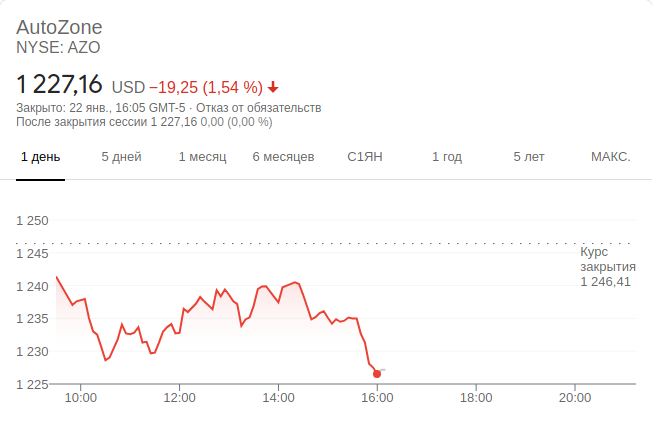 AutoZone
NYSE: AZO
1 227,16 USD −19,25 (1,54 %)
Закрыто: 22 янв., 16:05 GMT-5 · Отказ от обязательств
После закрытия сессии 1 227,16 0,00 (0,00 %)
1 день 5 дней 1 месяц 6 месяцев С1ЯН 1 год 5 лет МАКС.
1 250
1 245
1 240
1 235
1 230
1 225
Курс
закрытия
1 246,41
10:00 12:00 14:00 16:00 18:00 20:00